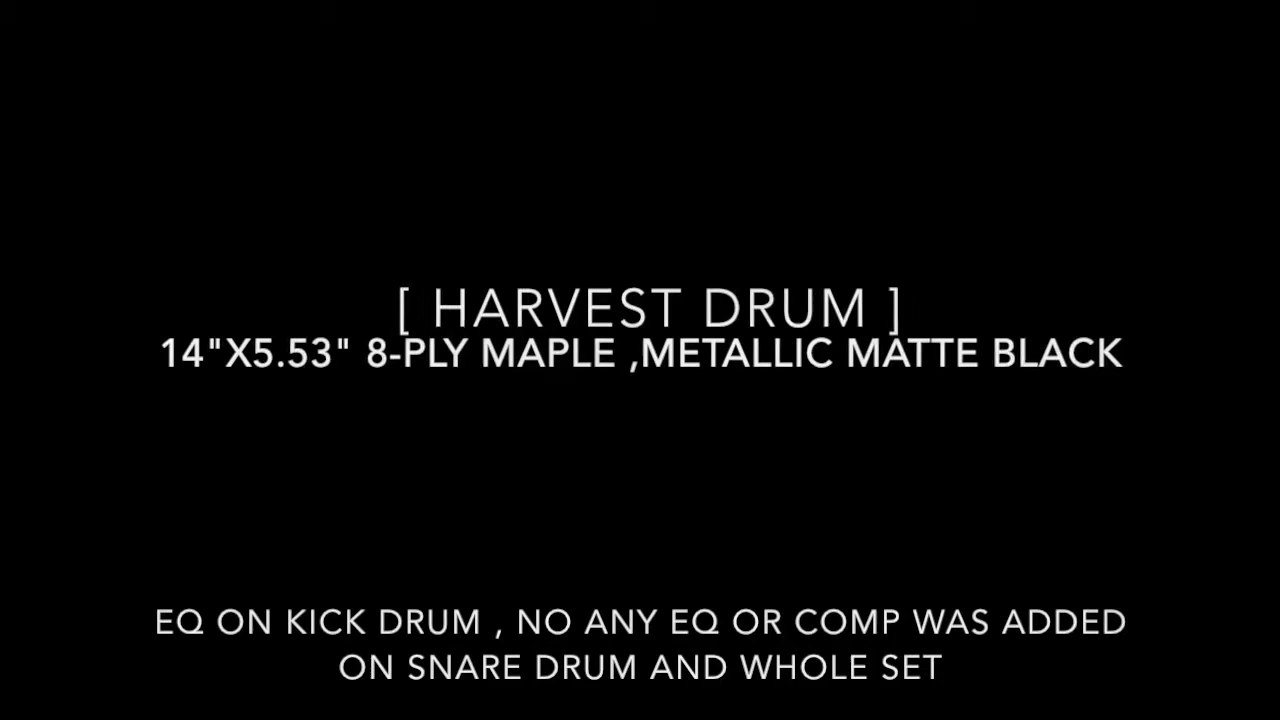 [ HARVEST DRUM ]
14"X5.53" 8-PLY MAPLE ,METALLIC MATTE BLACK
EQ ON KICK DRUM , NO ANY EQ OR COMP WAS ADDED
ON SNARE DRUM AND WHOLE SET